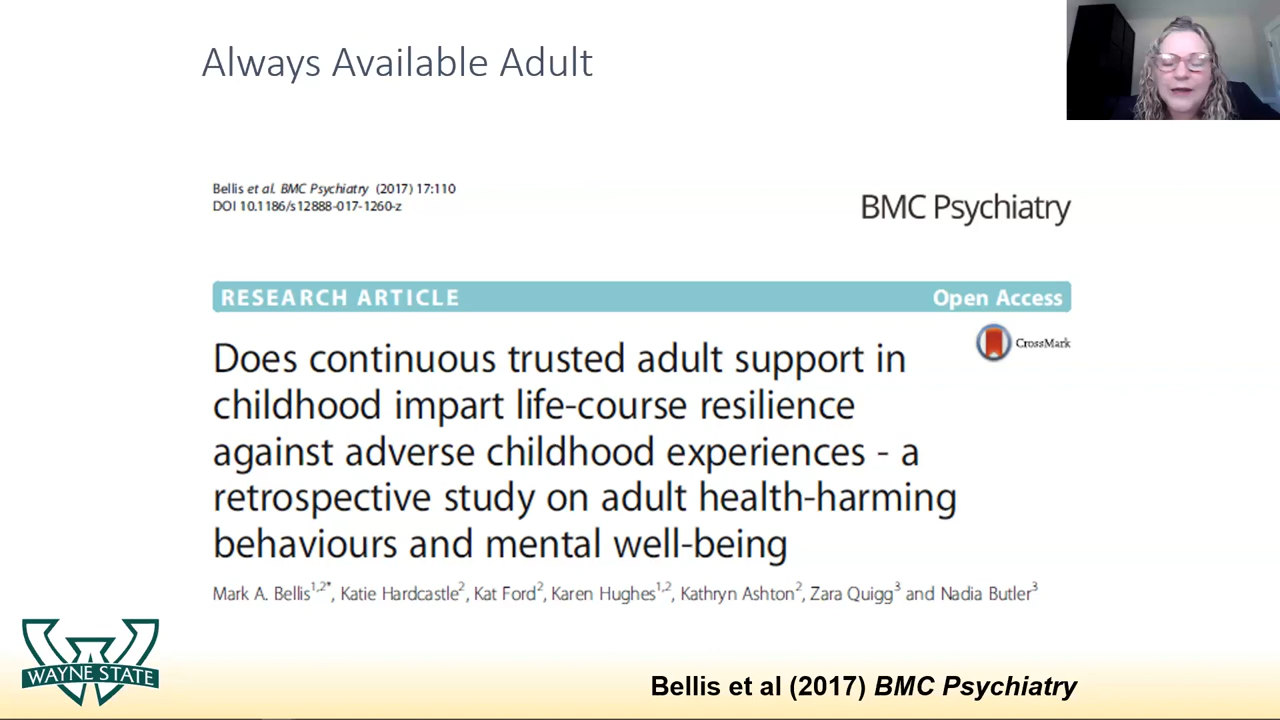 Always Available Adult
Bellis et al. BMC Psychiatry (2017) 17:110
DOI 10.1186/s12888-017-1260-z
BMC Psychiatry
RESEARCH ARTICLE
Open Access
CrossMark
Does continuous trusted adult support in
childhood impart life-course resilience
against adverse childhood experiences - a
retrospective study on adult health-harming
behaviours and mental well-being
Mark A. Bellis1,2*, Katie Hardcastle2, Kat Ford2, Karen Hughes1,2, Kathryn Ashton2, Zara Quigg3 and Nadia Butler3
WAYNE STATE
Bellis et al (2017) BMC Psychiatry